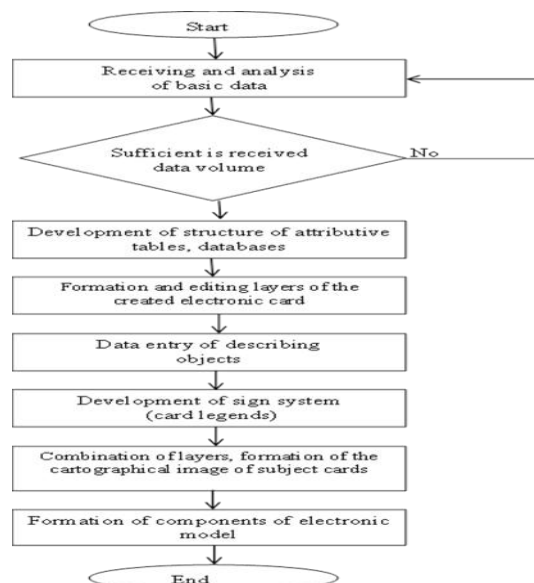 Start
Receiving and analysis
of basic data
Sufficient is received
data volume
No
Development of structure of attributive
tables, databases
Formation and editing layers of the
created electronic card
Data entry of describing
objects
Development of sign system
(card legends)
Combination of layers, formation of the
cartographical image of subject cards
Formation of components of electronic
model
End